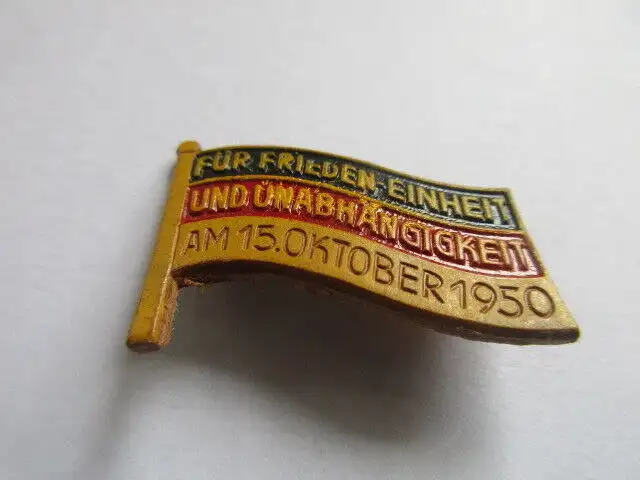 FÜR FRIEDEN-EINHEIT
UND UNABHÄNGIGKEIT
AM 15. OKTOBER 1950